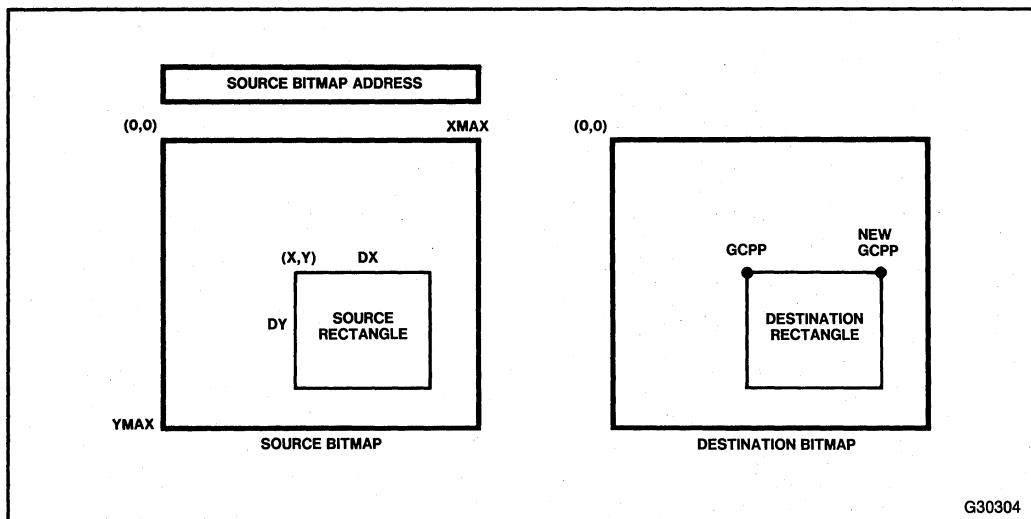 SOURCE BITMAP ADDRESS
(0,0)
XMAX
(0,0)
(X,Y)
DX
DY
SOURCE
RECTANGLE
YMAX
SOURCE BITMAP
GCPP
NEW
GCPP
DESTINATION
RECTANGLE
DESTINATION BITMAP
G30304